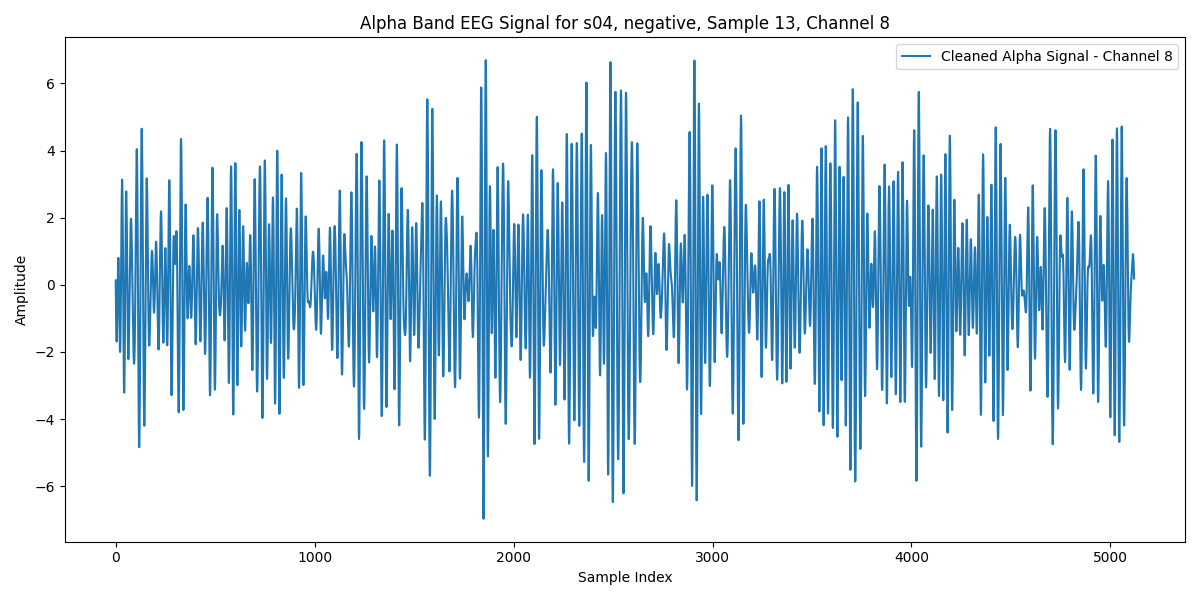 Alpha Band EEG Signal for s04, negative, Sample 13, Channel 8
Cleaned Alpha Signal - Channel 8
Amplitude
6
4
2
0
−2
−4
−6
0 1000 2000 3000 4000 5000
Sample Index